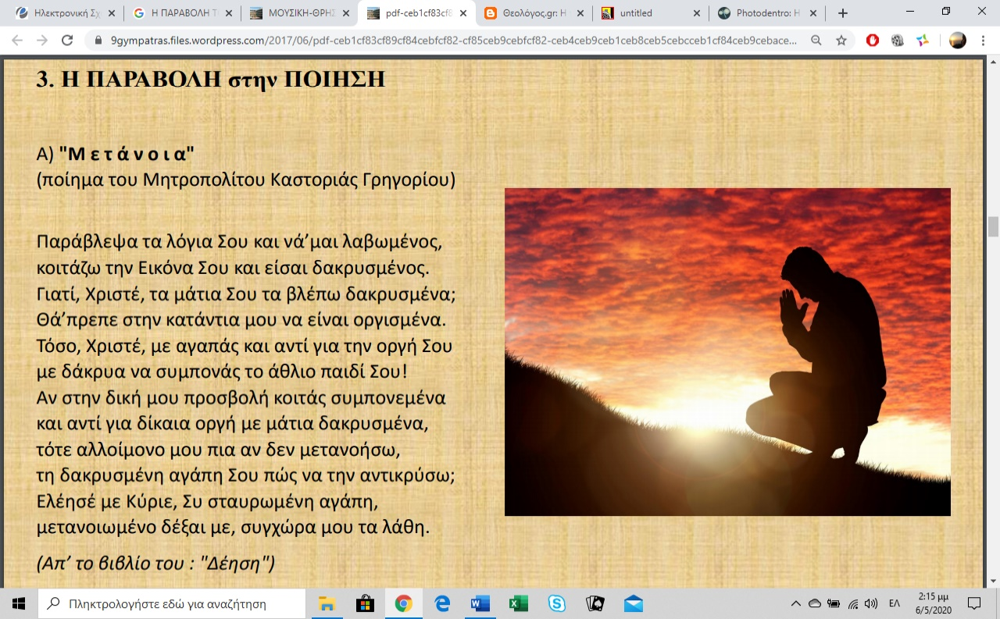 Ηλεκτρονική Σχ
Η ΠΑΡΑΒΟΛΗ Τ
ΜΟΥΣΙΚΗ-ΘΡΗΣ
pdf-ceb1cf83cf8
Θεολόγος.gr: Η
untitled
Photodentro: Η
9gympatras.files.wordpress.com/2017/06/pdf-ceb1cf83cf89cf84cebfcf82-cf85ceb9cebfcf82-ceb4ceb9ceb1ceb8ceb5cebcceb1cf84ceb9cebace...
3. Η ΠΑΡΑΒΟΛΗ στην ΠΟΙΗΣΗ
Α) "Μ ε τ ά ν ο ι α"
(ποίημα του Μητροπολίτου Καστοριάς Γρηγορίου)
Παράβλεψα τα λόγια Σου και νά’μαι λαβωμένος,
κοιτάζω την Εικόνα Σου και είσαι δακρυσμένος.
Γιατί, Χριστέ, τα μάτια Σου τα βλέπω δακρυσμένα;
Θά’πρεπε στην κατάντια μου να είναι οργισμένα.
Τόσο, Χριστέ, με αγαπάς και αντί για την οργή Σου
με δάκρυα να συμπονάς το άθλιο παιδί Σου!
Αν στην δική μου προσβολή κοιτάς συμπονεμένα
και αντί για δίκαια οργή με μάτια δακρυσμένα,
τότε αλλοίμονο μου πια αν δεν μετανοήσω,
τη δακρυσμένη αγάπη Σου πώς να την αντικρύσω;
Ελέησέ με Κύριε, Συ σταυρωμένη αγάπη,
μετανοιωμένο δέξαι με, συγχώρα μου τα λάθη.
(Απ’ το βιβλίο του : "Δέηση")
Πληκτρολογήστε εδώ για αναζήτηση
ΕΛ
2:15 μμ
6/5/2020